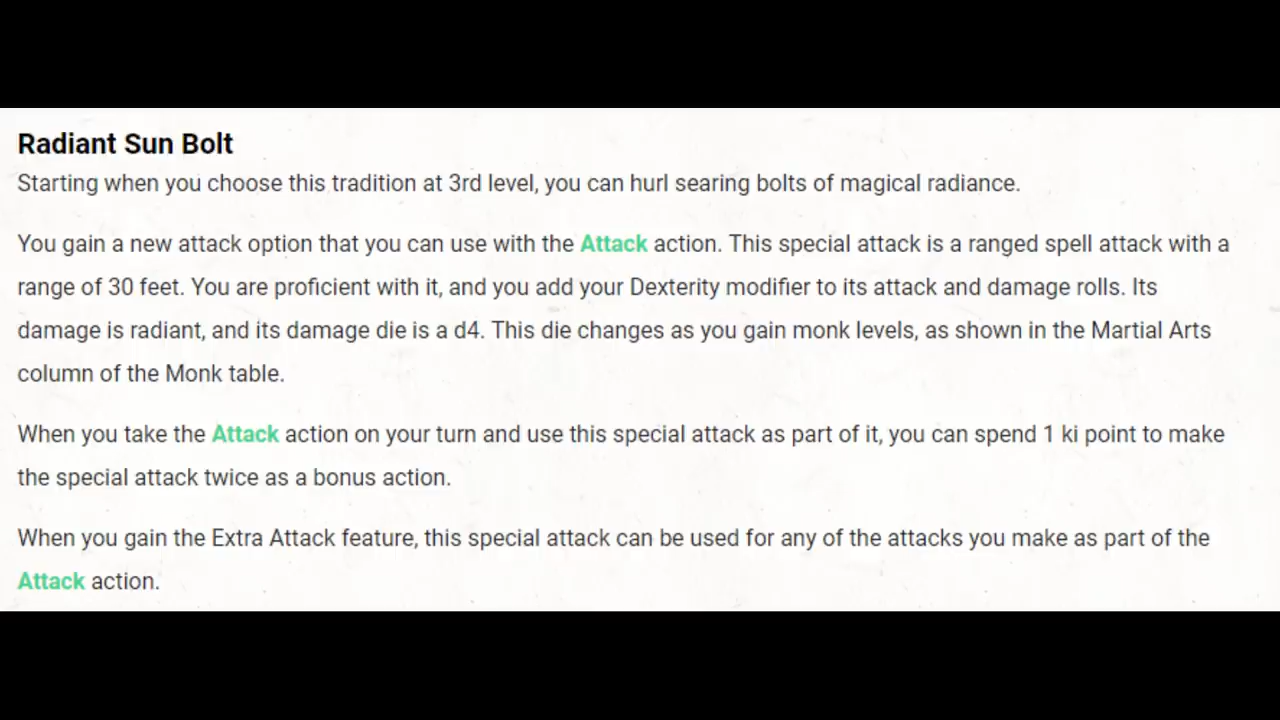 Radiant Sun Bolt
Starting when you choose this tradition at 3rd level, you can hurl searing bolts of magical radiance.
You gain a new attack option that you can use with the Attack action. This special attack is a ranged spell attack with a
range of 30 feet. You are proficient with it, and you add your Dexterity modifier to its attack and damage rolls. Its
damage is radiant, and its damage die is a d4. This die changes as you gain monk levels, as shown in the Martial Arts
column of the Monk table.
When you take the Attack action on your turn and use this special attack as part of it, you can spend 1 ki point to make
the special attack twice as a bonus action.
When you gain the Extra Attack feature, this special attack can be used for any of the attacks you make as part of the
Attack action.